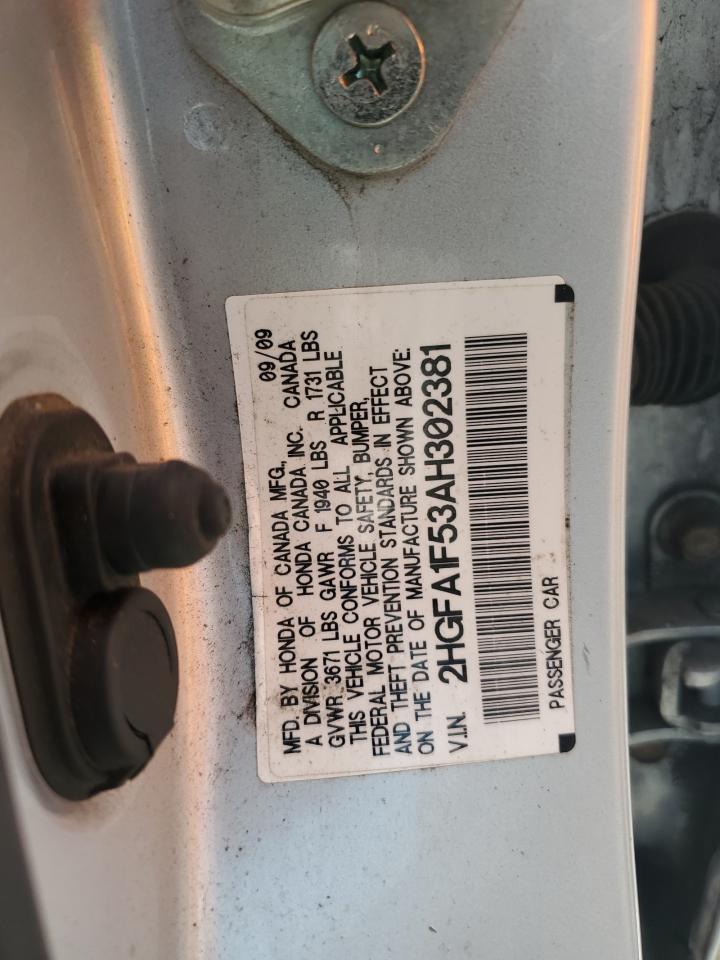 MFD. BY HONDA OF CANADA MFG., 09/09
A DIVISION OF HONDA CANADA INC. CANADA
GVWR 3671 LBS GAWR F 1940 LBS R 1731 LBS
THIS VEHICLE CONFORMS TO ALL APPLICABLE
FEDERAL MOTOR VEHICLE SAFETY, BUMPER,
AND THEFT PREVENTION STANDARDS IN EFFECT
ON THE DATE OF MANUFACTURE SHOWN ABOVE.
V.I.N. 2HGFA1F53AH302381
PASSENGER CAR